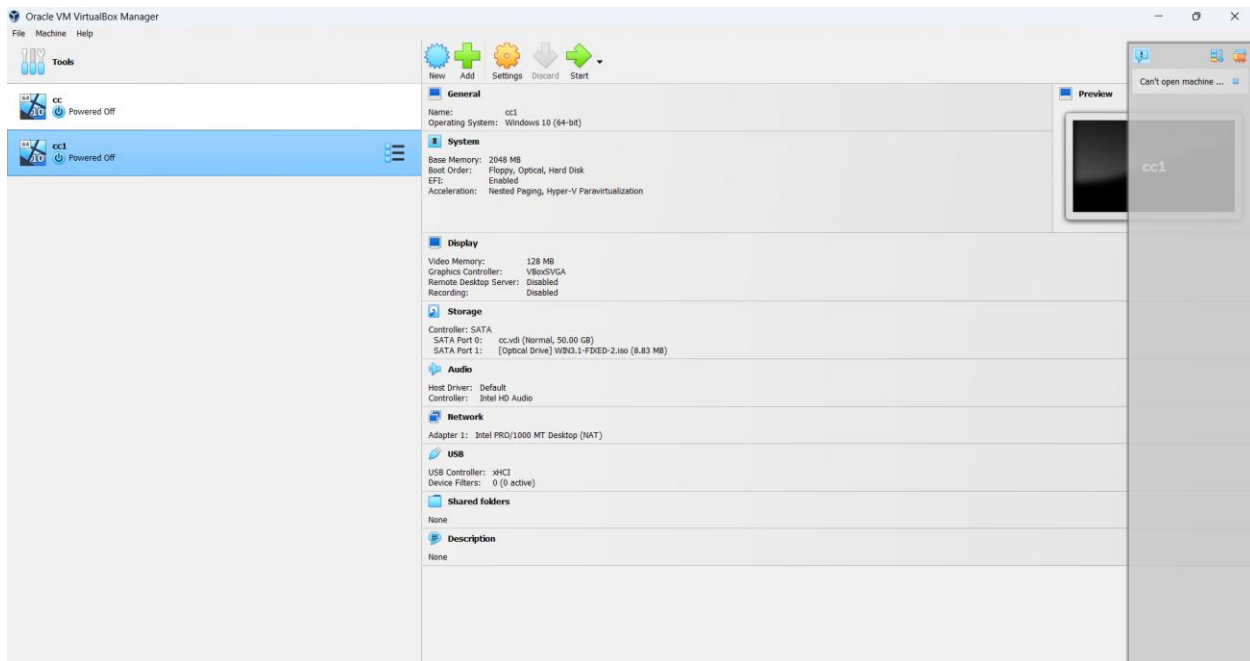 Oracle VM VirtualBox Manager
File Machine Help
Tools
cc
Powered Off
cc1
Powered Off
New Add Settings Discard Start
General
Name: cc1
Operating System: Windows 10 (64-bit)
System
Base Memory: 2048 MB
Boot Order: Floppy, Optical, Hard Disk
EFI: Enabled
Acceleration: Nested Paging, Hyper-V Paravirtualization
Display
Video Memory: 128 MB
Graphics Controller: VBoxSVGA
Remote Desktop Server: Disabled
Recording: Disabled
Storage
Controller: SATA
SATA Port 0: cc.vdi (Normal, 50.00 GB)
SATA Port 1: [Optical Drive] WIN3.1-FIXED-2.iso (8.83 MB)
Audio
Host Driver: Default
Controller: Intel HD Audio
Network
Adapter 1: Intel PRO/1000 MT Desktop (NAT)
USB
USB Controller: xHCI
Device Filters: 0 (0 active)
Shared folders
None
Description
None
Preview
cc1
Can't open machine ...